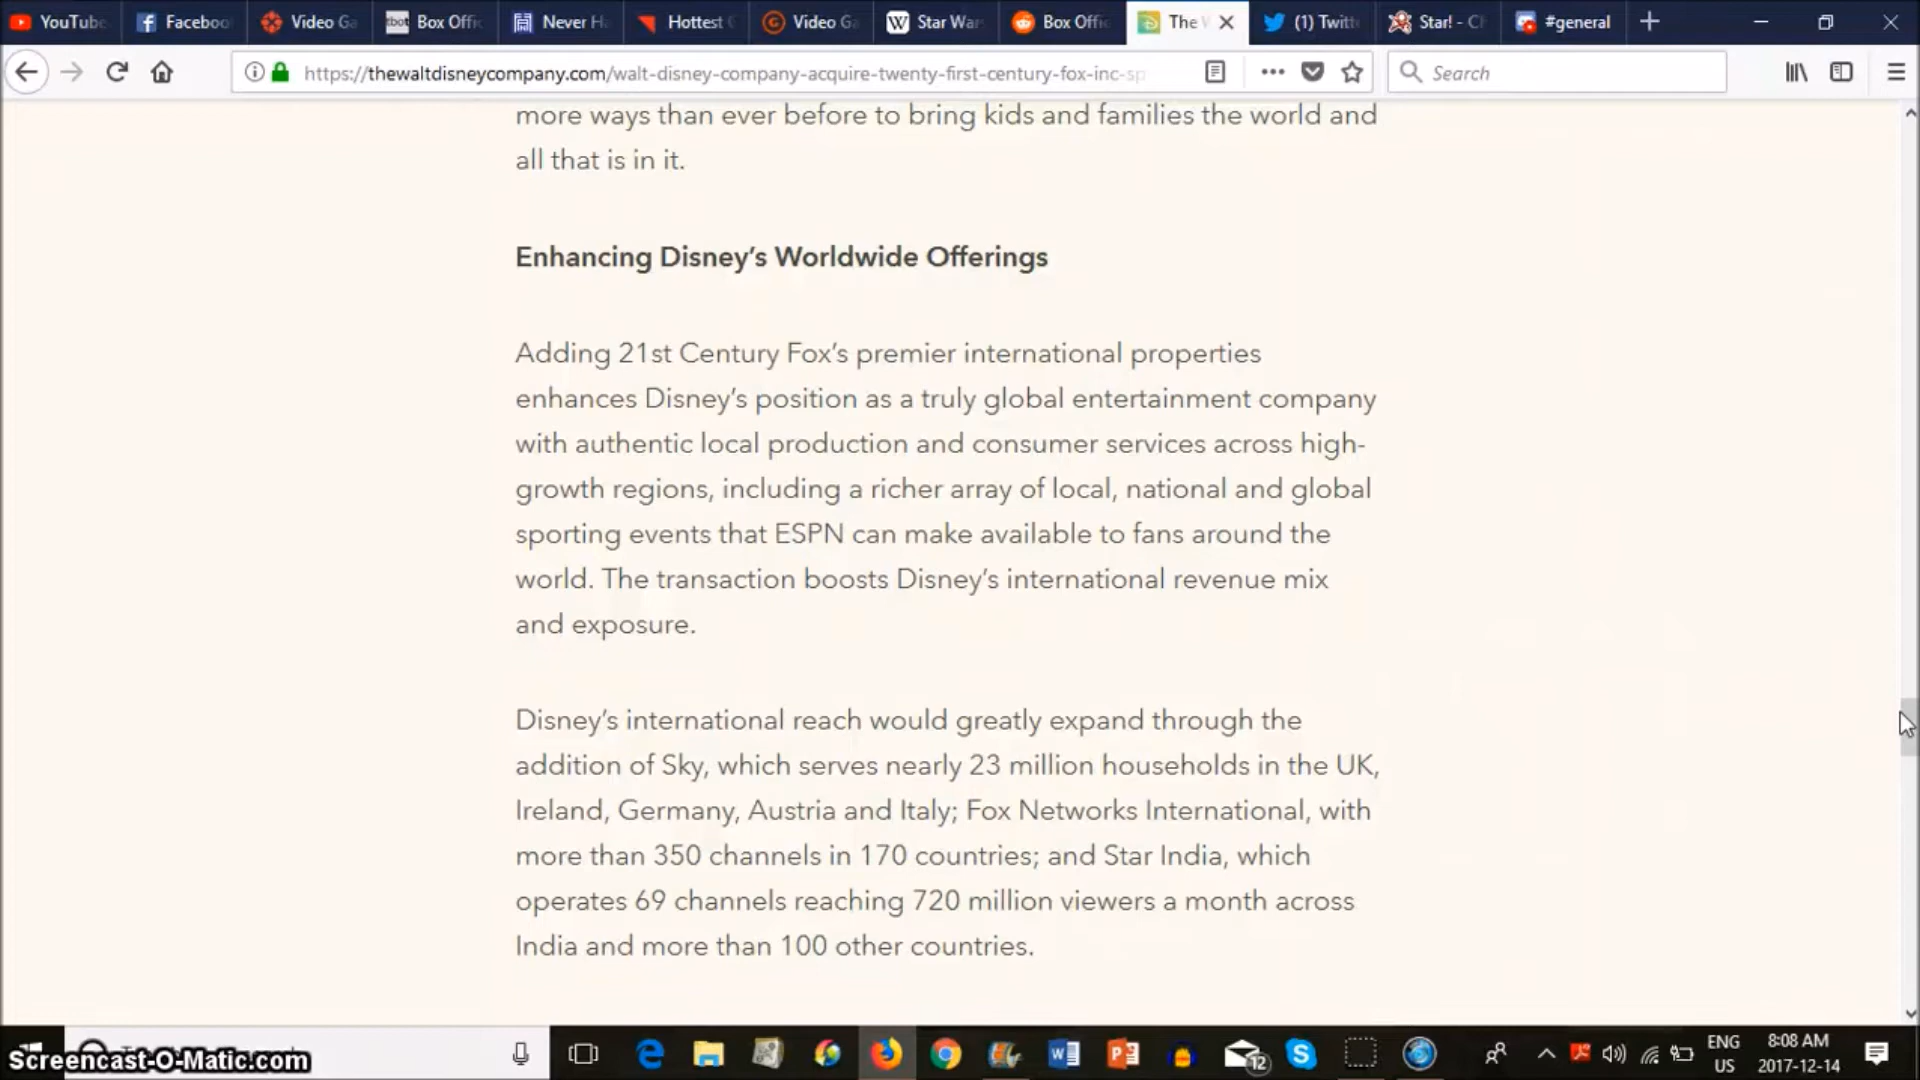 YouTube
Faceboo
Video Ga
Box Offic
Never H
Hottest
Video Ga
Star War
Box Offic
The
(1) Twitt
Star! - C
#general
https://thewaltdisneycompany.com/walt-disney-company-acquire-twenty-first-century-fox-inc-sp
Search
more ways than ever before to bring kids and families the world and
all that is in it.
Enhancing Disney’s Worldwide Offerings
Adding 21st Century Fox’s premier international properties
enhances Disney’s position as a truly global entertainment company
with authentic local production and consumer services across high-
growth regions, including a richer array of local, national and global
sporting events that ESPN can make available to fans around the
world. The transaction boosts Disney’s international revenue mix
and exposure.
Disney’s international reach would greatly expand through the
addition of Sky, which serves nearly 23 million households in the UK,
Ireland, Germany, Austria and Italy; Fox Networks International, with
more than 350 channels in 170 countries; and Star India, which
operates 69 channels reaching 720 million viewers a month across
India and more than 100 other countries.
Screencast-O-Matic.com
12
ENG
US
8:08 AM
2017-12-14